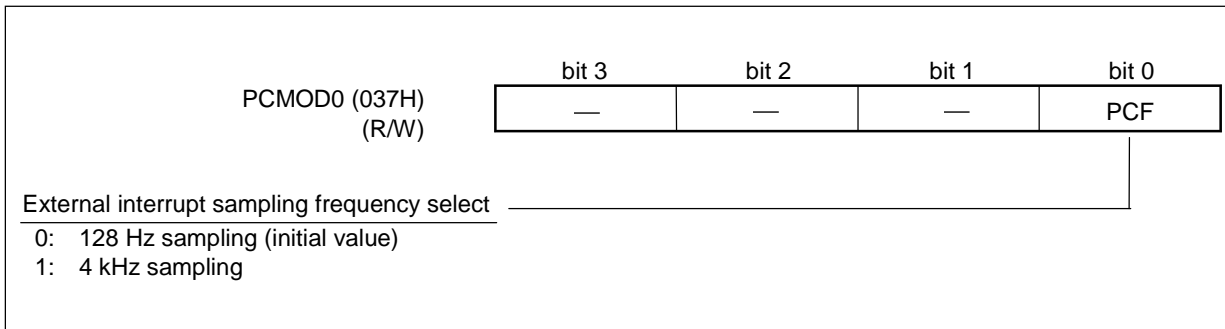 bit 3 bit 2 bit 1 bit 0
PCMOD0 (037H) — — — PCF
(R/W)
External interrupt sampling frequency select
0: 128 Hz sampling (initial value)
1: 4 kHz sampling